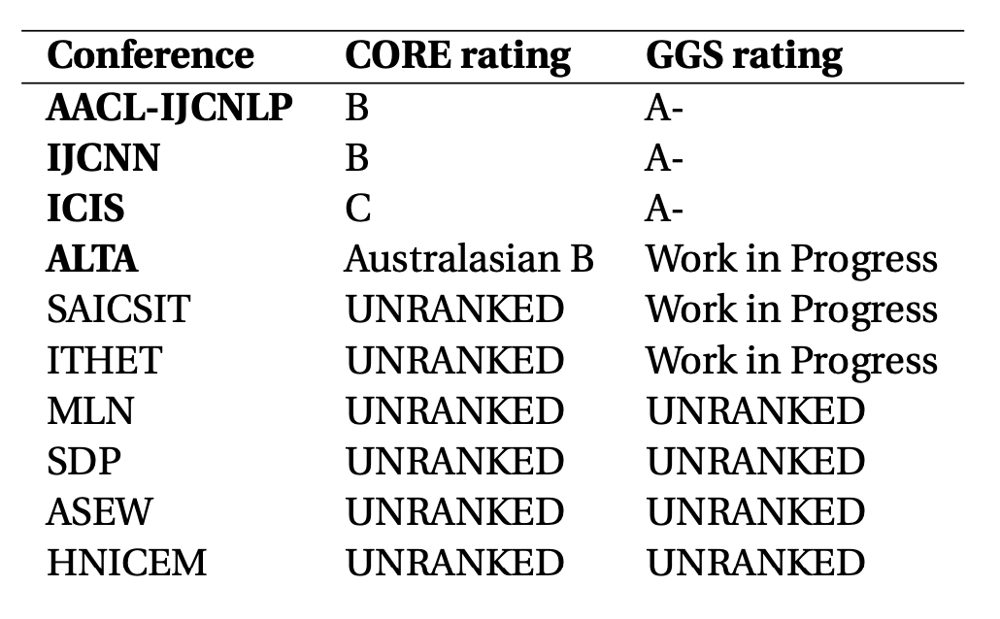 Conference CORE rating GGS rating
AACL-IJCNLP B A-
IJCNN B A-
ICIS C A-
ALTA Australasian B Work in Progress
SAICSIT UNRANKED Work in Progress
ITHET UNRANKED Work in Progress
MLN UNRANKED UNRANKED
SDP UNRANKED UNRANKED
ASEW UNRANKED UNRANKED
HNICEM UNRANKED UNRANKED